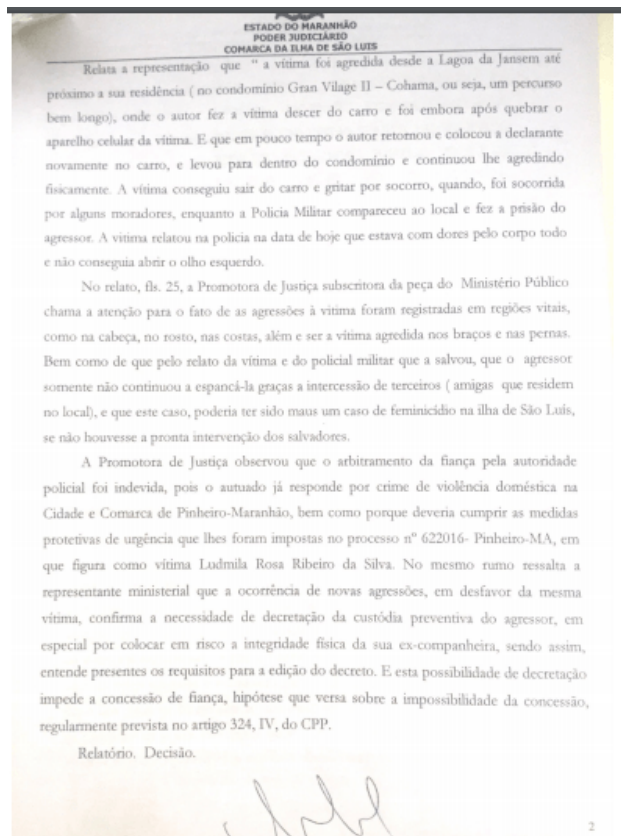 ESTADO DO MARANHÃO
PODER JUDICIÁRIO
COMARCA DA ILHA DE SÃO LUIS
Relata a representação que " a vítima foi agredida desde a Lagoa da Jansem até
próximo a sua residência ( no condomínio Gran Vilage II – Cohama, ou seja, um percurso
bem longo), onde o autor fez a vítima descer do carro e foi embora após quebrar o
aparelho celular da vítima. E que em pouco tempo o autor retornou e colocou a declarante
novamente no carro, e levou para dentro do condomínio e continuou lhe agredindo
fisicamente. A vítima conseguiu sair do carro e gritar por socorro, quando, foi socorrida
por alguns moradores, enquanto a Policia Militar compareceu ao local e fez a prisão do
agressor. A vitima relatou na policia na data de hoje que estava com dores pelo corpo todo
e não conseguia abrir o olho esquerdo.
No relato, fls. 25, a Promotora de Justiça subscritora da peça do Ministério Público
chama a atenção para o fato de as agressões à vitima foram registradas em regiões vitais,
como na cabeça, no rosto, nas costas, além e ser a vítima agredida nos braços e nas pernas.
Bem como de que pelo relato da vítima e do policial militar que a salvou, que o agressor
somente não continuou a espancá-la graças a intercessão de terceiros ( amigas que residem
no local), e que este caso, poderia ter sido maus um caso de feminicídio na ilha de São Luís,
se não houvesse a pronta intervenção dos salvadores.
A Promotora de Justiça observou que o arbitramento da fiança pela autoridade
policial foi indevida, pois o autuado já responde por crime de violência doméstica na
Cidade e Comarca de Pinheiro-Maranhão, bem como porque deveria cumprir as medidas
protetivas de urgência que lhes foram impostas no processo nº 622016- Pinheiro-MA, em
que figura como vítima Ludmila Rosa Ribeiro da Silva. No mesmo rumo ressalta a
representante ministerial que a ocorrência de novas agressões, em desfavor da mesma
vítima, confirma a necessidade de decretação da custódia preventiva do agressor, em
especial por colocar em risco a integridade física da sua ex-companheira, sendo assim,
entende presentes os requisitos para a edição do decreto. E esta possibilidade de decretação
impede a concessão de fiança, hipótese que versa sobre a impossibilidade da concessão,
regularmente prevista no artigo 324, IV, do CPP.
Relatório. Decisão.
2